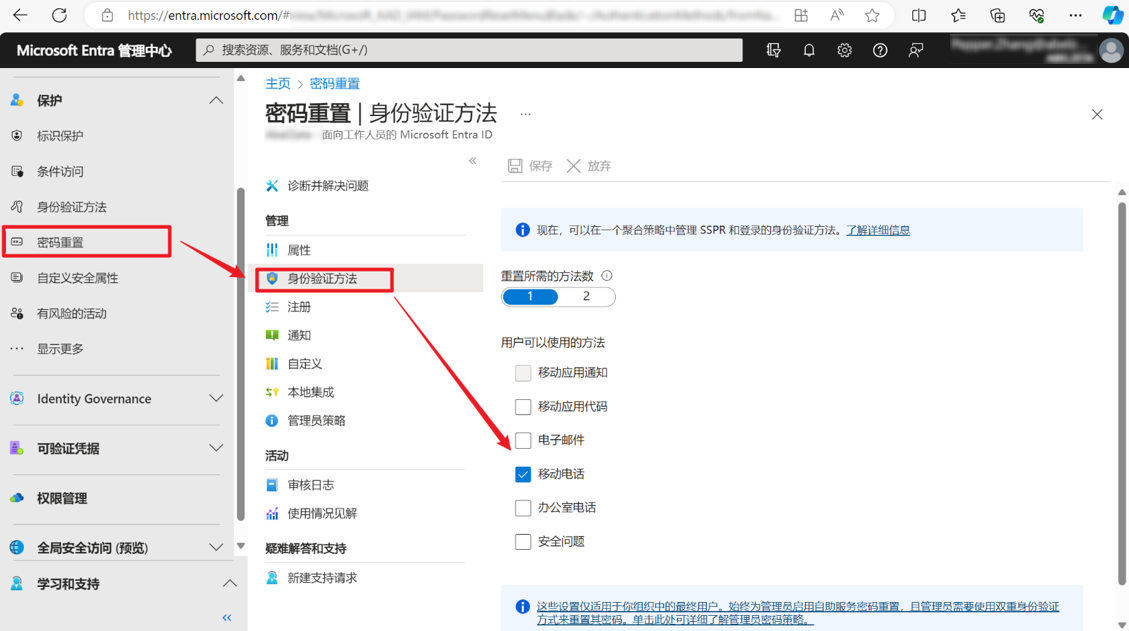 https://entra.microsoft.com/#
Microsoft Entra 管理中心
搜索资源、服务和文档(G+/)
保护
标识保护
条件访问
身份验证方法
密码重置
自定义安全属性
有风险的活动
显示更多
Identity Governance
可验证凭据
权限管理
全局安全访问 (预览)
学习和支持
主页 > 密码重置
密码重置 | 身份验证方法
面向工作人员的 Microsoft Entra ID
诊断并解决问题
管理
属性
身份验证方法
注册
通知
自定义
本地集成
管理员策略
活动
审核日志
使用情况见解
疑难解答和支持
新建支持请求
保存 放弃
现在，可以在一个聚合策略中管理 SSPR 和登录的身份验证方法。了解详细信息
重置所需的方法数
1 2
用户可以使用的方法
移动应用通知
移动应用代码
电子邮件
移动电话
办公室电话
安全问题
这些设置仅适用于你组织中的最终用户。始终为管理员启用自助服务密码重置，且管理员需要使用双重身份验证
方式来重置其密码。单击此处可详细了解管理员密码策略。